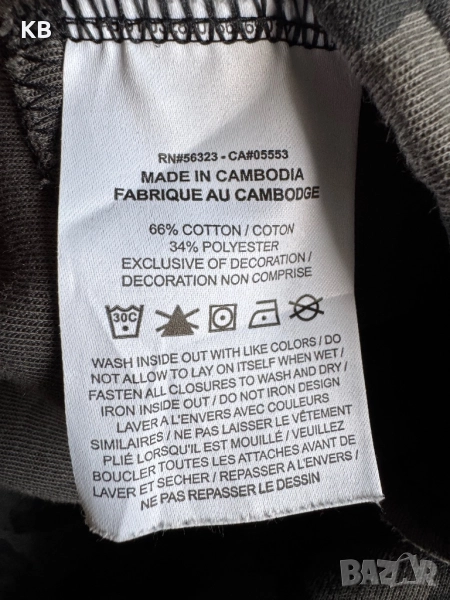 KB
RN#56323 - CA#05553
MADE IN CAMBODIA
FABRIQUE AU CAMBODGE
66% COTTON / COTON
34% POLYESTER
EXCLUSIVE OF DECORATION /
DECORATION NON COMPRISE
30C
WASH INSIDE OUT WITH LIKE COLORS / DO
NOT ALLOW TO LAY ON ITSELF WHEN WET /
FASTEN ALL CLOSURES TO WASH AND DRY /
IRON INSIDE OUT / DO NOT IRON DESIGN
LAVER A L'ENVERS AVEC COULEURS
SIMILAIRES / NE PAS LAISSER LE VÊTEMENT
PLIÉ LORSQU'IL EST MOUILLÉ / VEUILLEZ
BOUCLER TOUTES LES ATTACHES AVANT DE
LAVER ET SECHER / REPASSER A L'ENVERS /
NE PAS REPASSER LE DESSIN
BAZAR